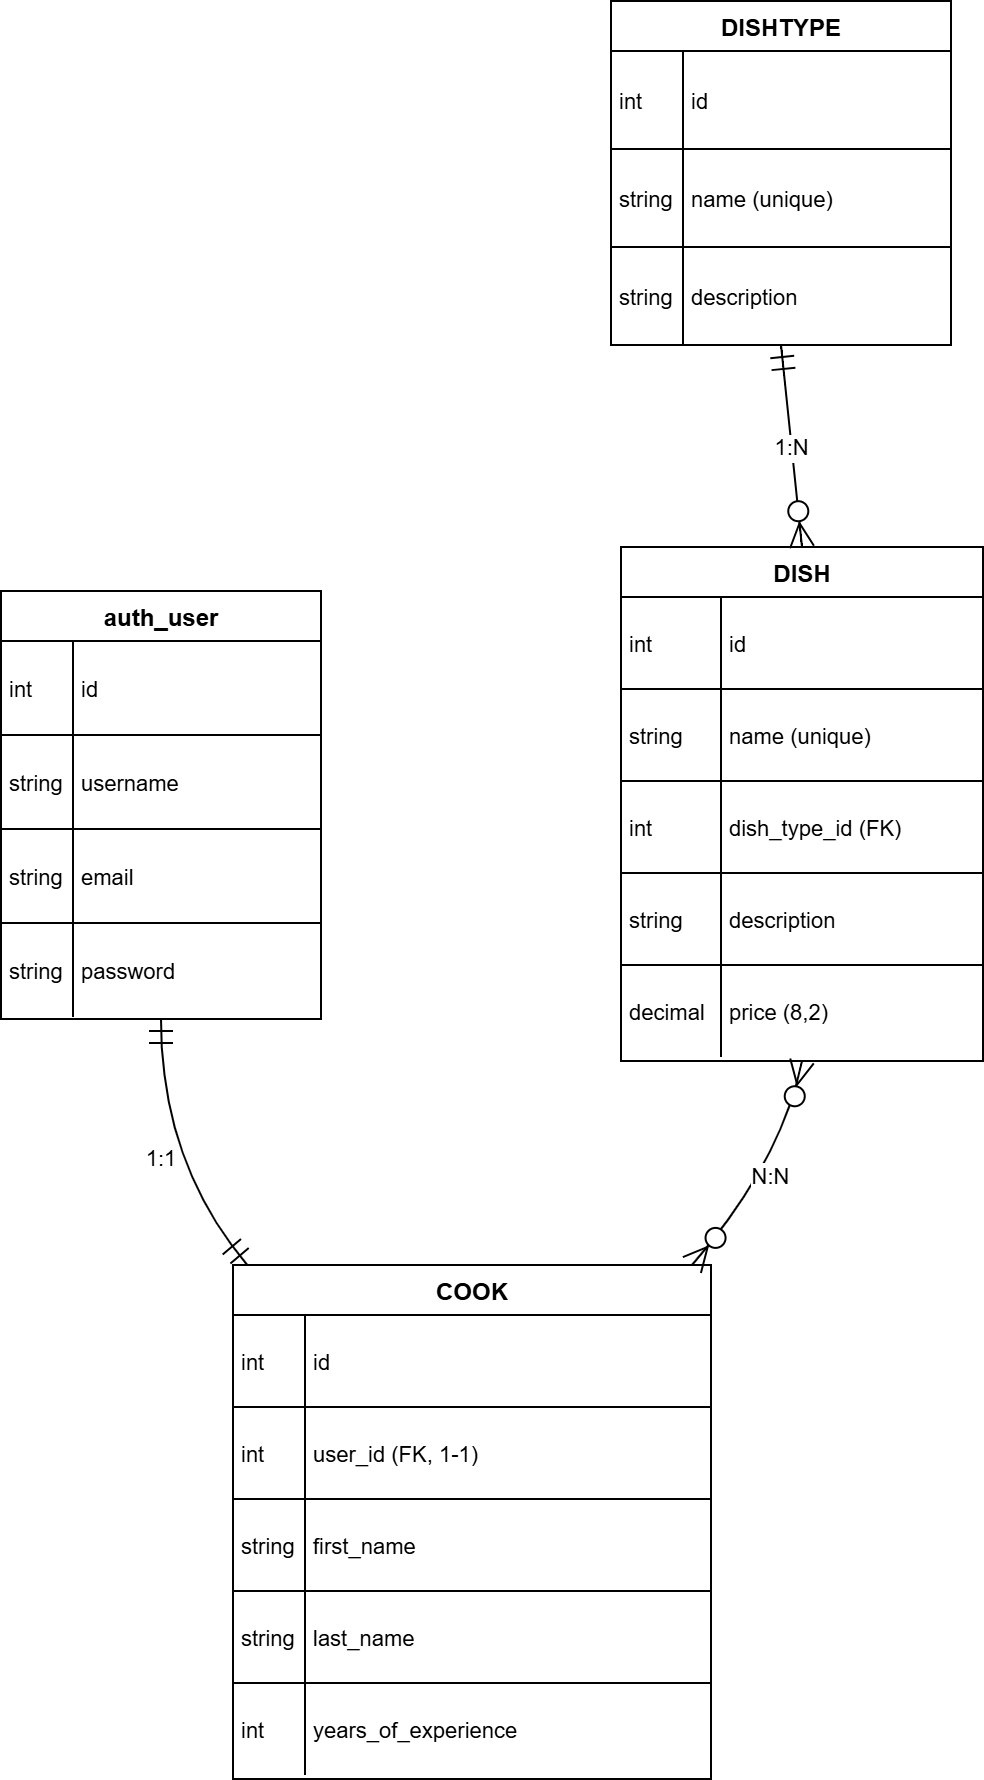 DISHTYPE
int id
string name (unique)
string description
1:N
DISH
int id
string name (unique)
int dish_type_id (FK)
string description
decimal price (8,2)
auth_user
int id
string username
string email
string password
1:1
N:N
COOK
int id
int user_id (FK, 1-1)
string first_name
string last_name
int years_of_experience